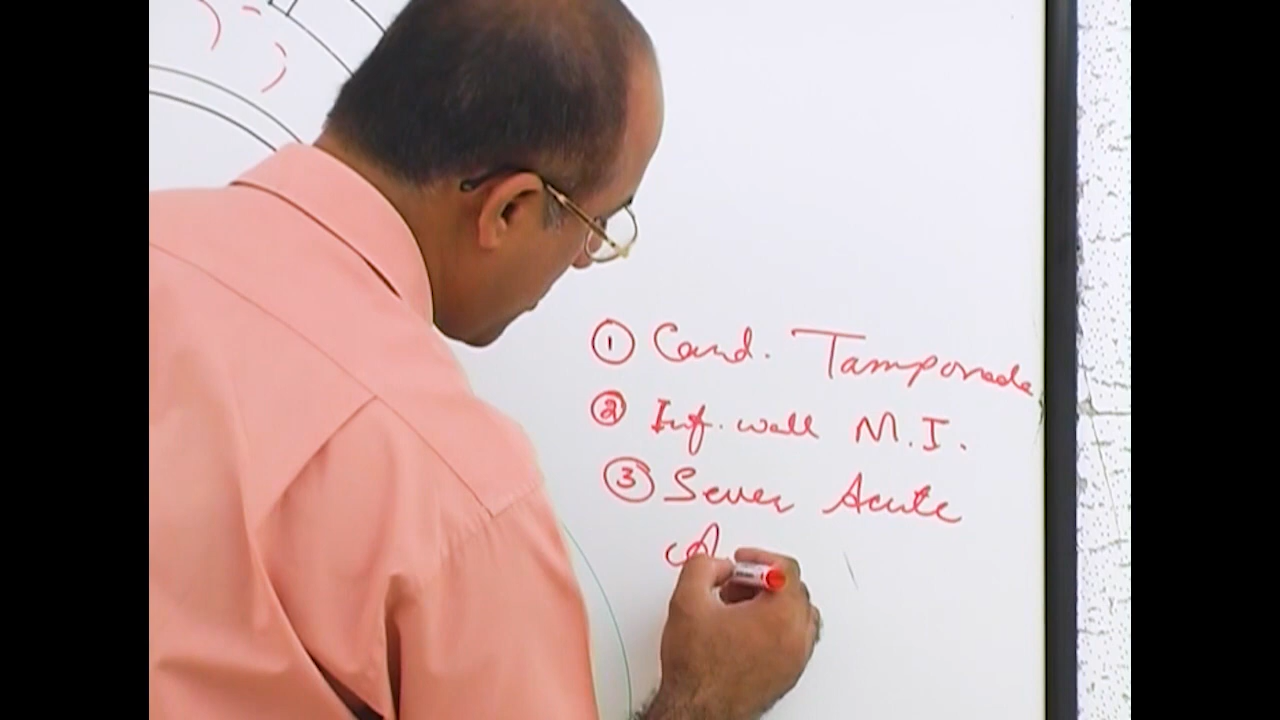 ① Card. Tamponade
② Inf. wall M.I.
③ Sever Acute
A